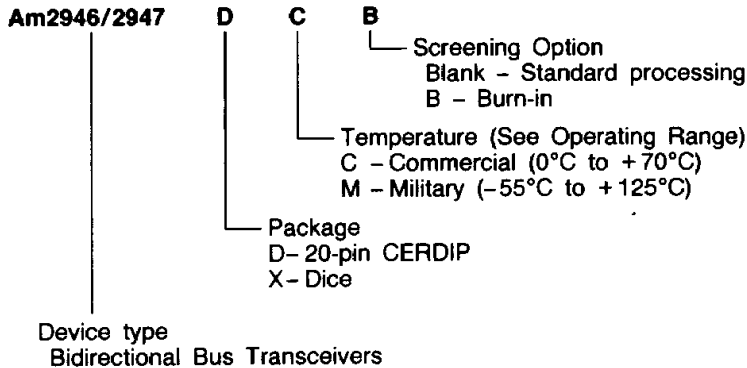 Am2946/2947 D C B
Screening Option
Blank – Standard processing
B – Burn-in
Temperature (See Operating Range)
C – Commercial (0°C to +70°C)
M – Military (–55°C to +125°C)
Package
D– 20-pin CERDIP
X– Dice
Device type
Bidirectional Bus Transceivers